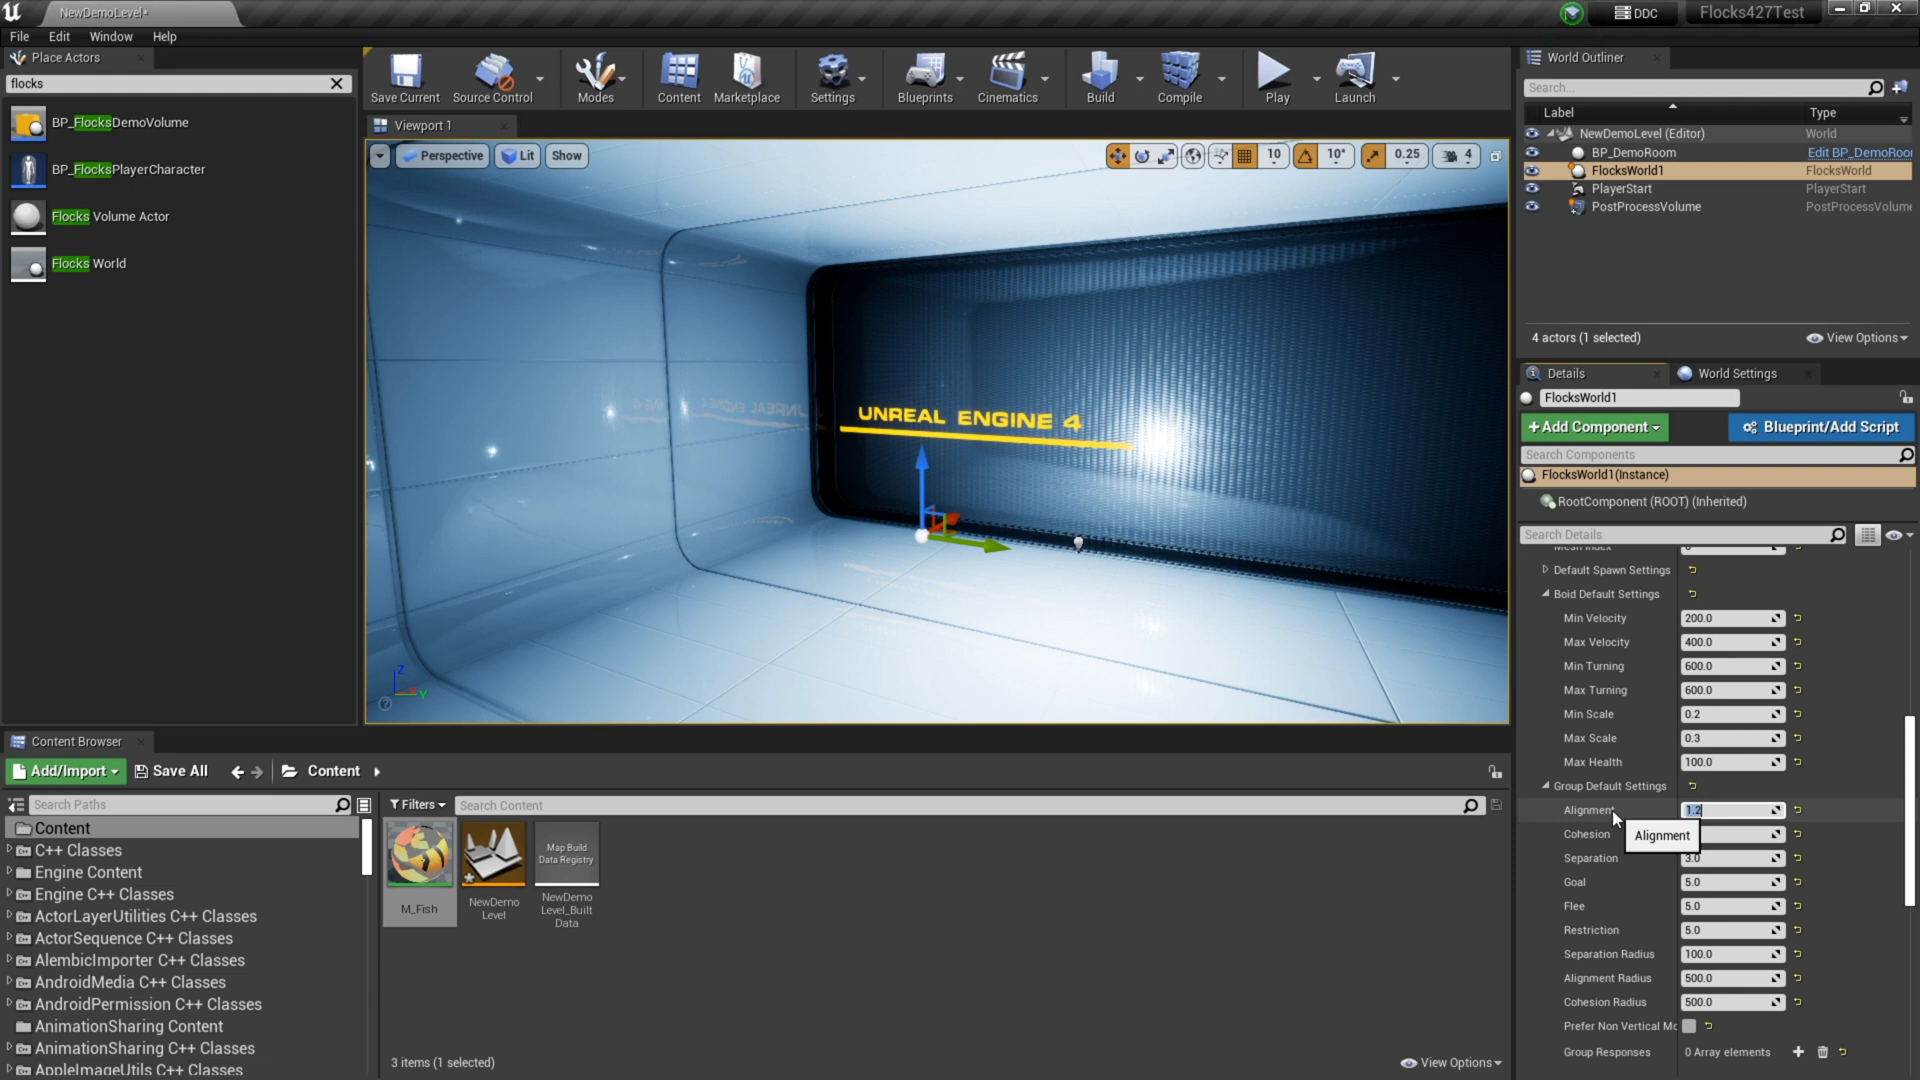 NewDemoLevel*
DDC
Flocks427Test
File Edit Window Help
Place Actors
flocks
BP_FlocksDemoVolume
BP_FlocksPlayerCharacter
Flocks Volume Actor
Flocks World
Save Current
Source Control
Modes
Content
Marketplace
Settings
Blueprints
Cinematics
Build
Compile
Play
Launch
Viewport 1
Perspective
Lit
Show
10
10°
0.25
4
UNREAL ENGINE 4
Z
Y
World Outliner
Search...
Label Type
NewDemoLevel (Editor) World
BP_DemoRoom Edit BP_DemoRoo
FlocksWorld1 FlocksWorld
PlayerStart PlayerStart
PostProcessVolume PostProcessVolume
4 actors (1 selected)
View Options
Details
World Settings
FlocksWorld1
+Add Component
Blueprint/Add Script
Search Components
FlocksWorld1(Instance)
RootComponent (ROOT) (Inherited)
Search Details
Mesh Index
Default Spawn Settings
Boid Default Settings
Min Velocity 200.0
Max Velocity 400.0
Min Turning 600.0
Max Turning 600.0
Min Scale 0.2
Max Scale 0.3
Max Health 100.0
Group Default Settings
Alignment 1.2
Alignment
Cohesion
Separation 3.0
Goal 5.0
Flee 5.0
Restriction 5.0
Separation Radius 100.0
Alignment Radius 500.0
Cohesion Radius 500.0
Prefer Non Vertical Mo
Group Responses 0 Array elements
Content Browser
Add/Import
Save All
Content
Search Paths
Content
C++ Classes
Engine Content
Engine C++ Classes
ActorLayerUtilities C++ Classes
ActorSequence C++ Classes
AlembicImporter C++ Classes
AndroidMedia C++ Classes
AndroidPermission C++ Classes
AnimationSharing Content
AnimationSharing C++ Classes
AppleImageUtils C++ Classes
Filters
Search Content
M_Fish
NewDemo
Level
Map Build
Data Registry
NewDemo
Level_Built
Data
3 items (1 selected)
View Options